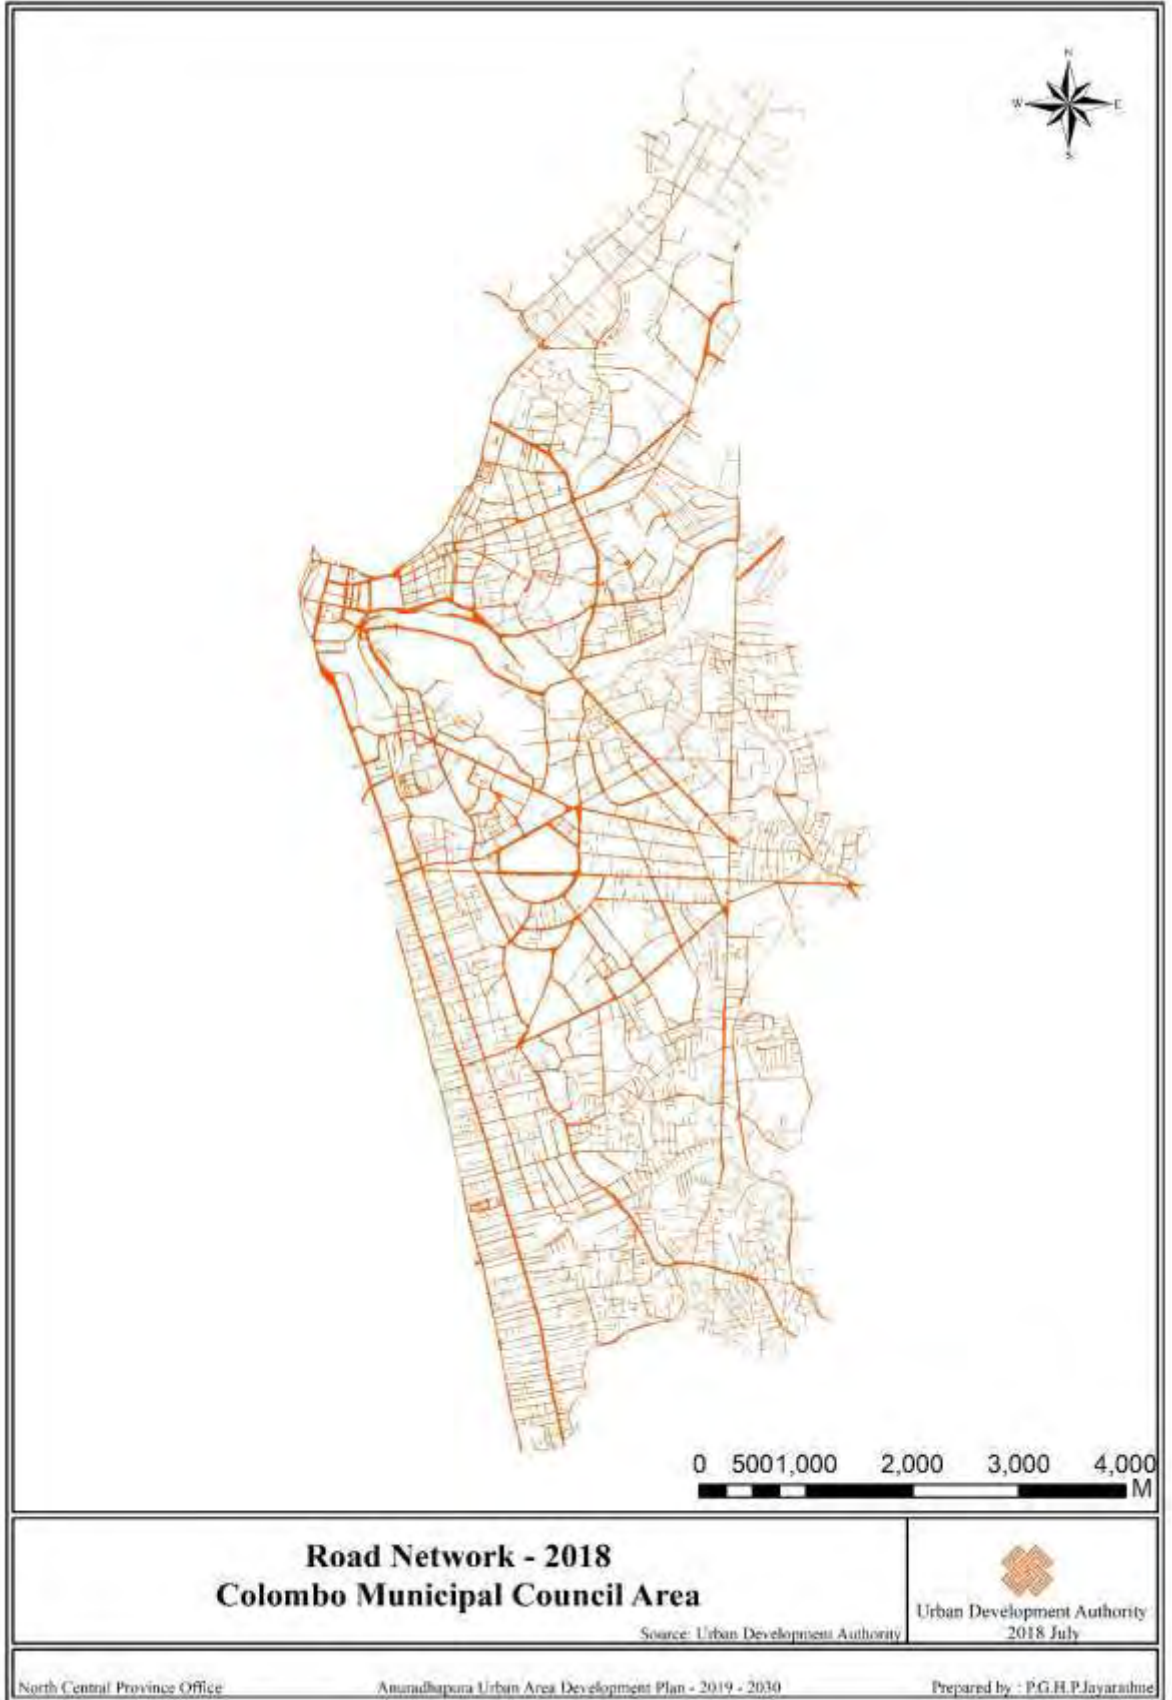 N
W E
S
0 500 1,000 2,000 3,000 4,000
M
Road Network - 2018
Colombo Municipal Council Area
Source: Urban Development Authority
Urban Development Authority
2018 July
North Central Province Office
Anuradhapura Urban Area Development Plan - 2019 - 2030
Prepared by : P.G.H.P.Jayarathne